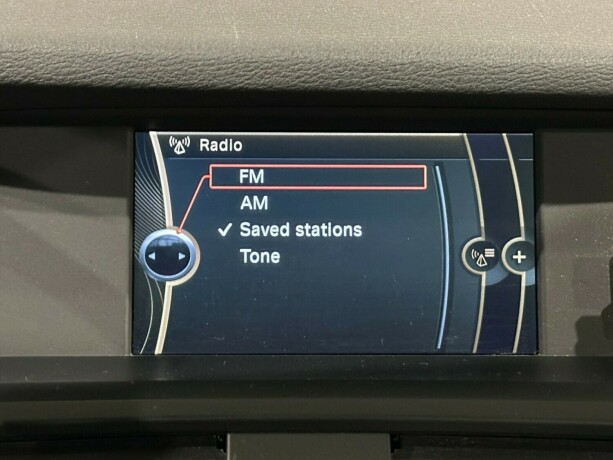 Radio
FM
AM
✓ Saved stations
Tone